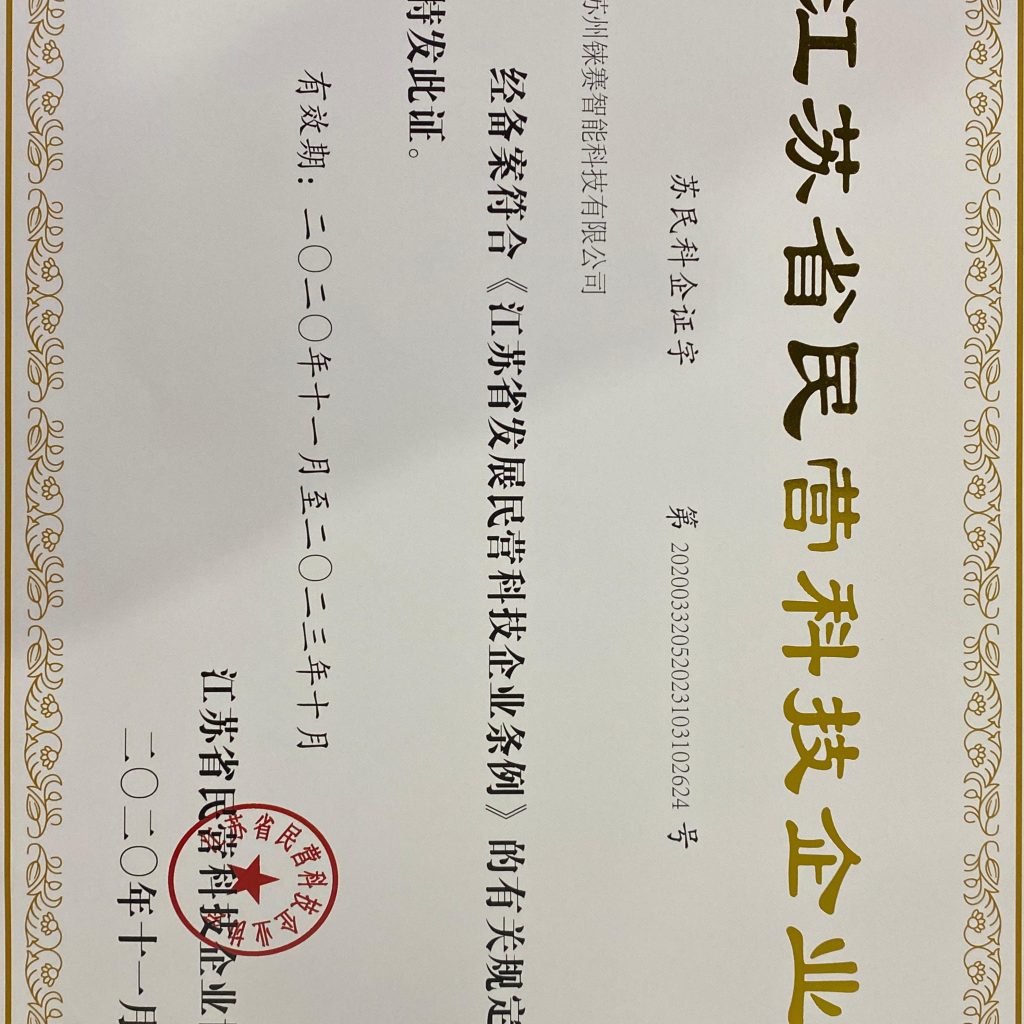 江苏省民营科技企业
苏民科企证字 第 2020033205202310310 2624 号
苏州铼赛智能科技有限公司
经备案符合《江苏省发展民营科技企业条例》的有关规定
特发此证。
有效期：二〇二〇年十一月至二〇二三年十月
江苏省民营科技企业
二〇二〇年十一月